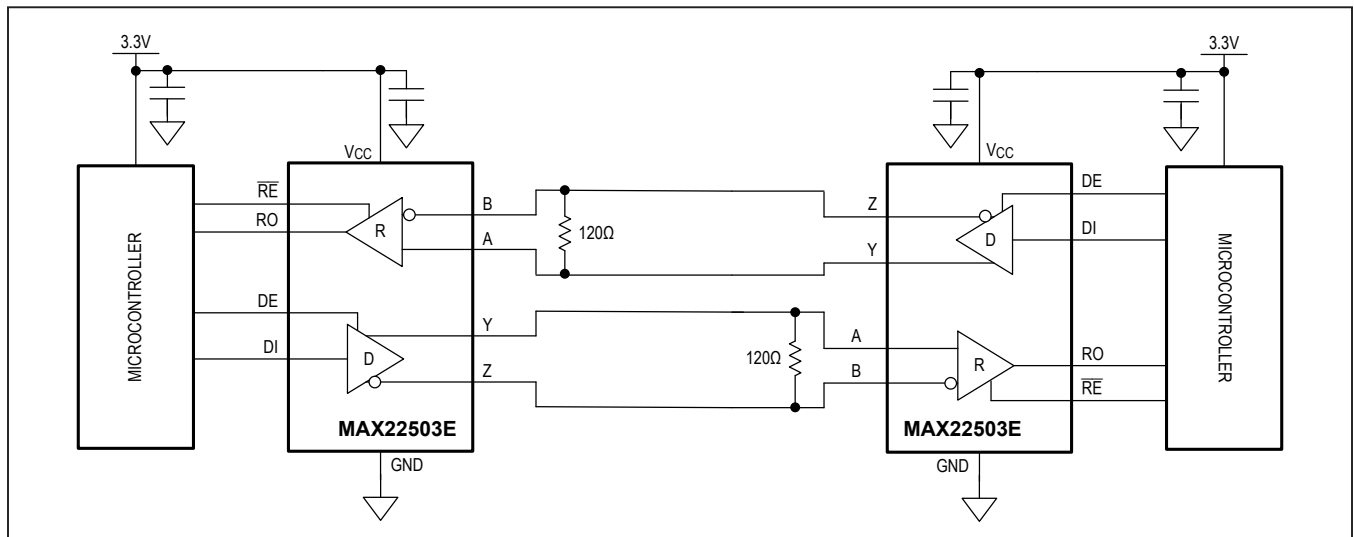 3.3V
3.3V
VCC
VCC
RE
B
Z
DE
RO
R
120Ω
D
DI
A
Y
MICROCONTROLLER
MICROCONTROLLER
DE
Y
A
RO
DI
D
120Ω
R
Z
B
RE
MAX22503E
MAX22503E
GND
GND